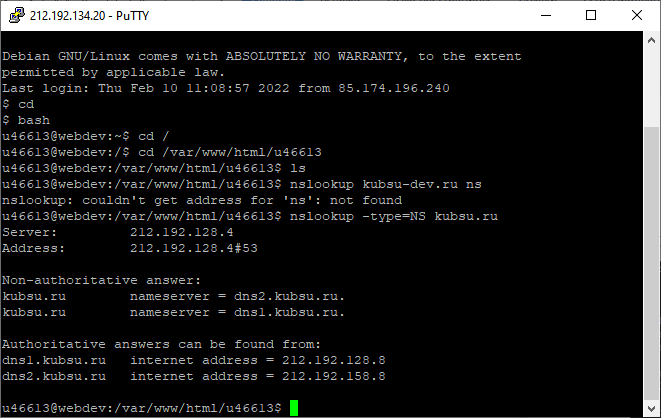 212.192.134.20 - PuTTY
Debian GNU/Linux comes with ABSOLUTELY NO WARRANTY, to the extent
permitted by applicable law.
Last login: Thu Feb 10 11:08:57 2022 from 85.174.196.240
$ cd
$ bash
u46613@webdev:~$ cd /
u46613@webdev:/$ cd /var/www/html/u46613
u46613@webdev:/var/www/html/u46613$ ls
u46613@webdev:/var/www/html/u46613$ nslookup kubsu-dev.ru ns
nslookup: couldn't get address for 'ns': not found
u46613@webdev:/var/www/html/u46613$ nslookup -type=NS kubsu.ru
Server:         212.192.128.4
Address:        212.192.128.4#53

Non-authoritative answer:
kubsu.ru        nameserver = dns2.kubsu.ru.
kubsu.ru        nameserver = dns1.kubsu.ru.

Authoritative answers can be found from:
dns1.kubsu.ru   internet address = 212.192.128.8
dns2.kubsu.ru   internet address = 212.192.158.8

u46613@webdev:/var/www/html/u46613$